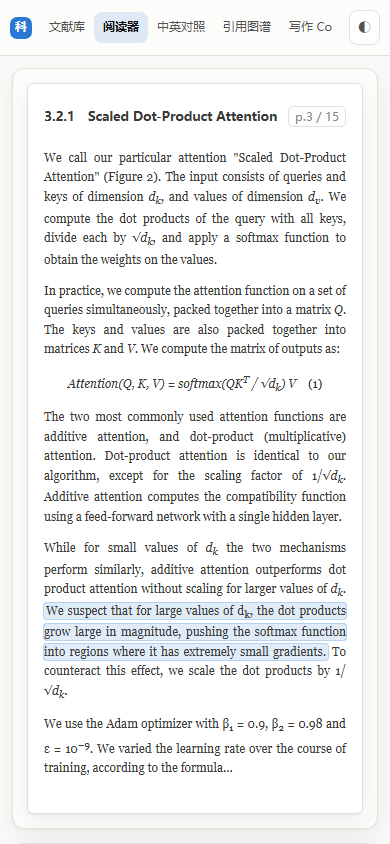 科 文献库 阅读器 中英对照 引用图谱 写作 Co
3.2.1 Scaled Dot-Product Attention p.3 / 15
We call our particular attention "Scaled Dot-Product
Attention" (Figure 2). The input consists of queries and
keys of dimension dₖ, and values of dimension dᵥ. We
compute the dot products of the query with all keys,
divide each by √dₖ, and apply a softmax function to
obtain the weights on the values.
In practice, we compute the attention function on a set of
queries simultaneously, packed together into a matrix Q.
The keys and values are also packed together into
matrices K and V. We compute the matrix of outputs as:
Attention(Q, K, V) = softmax(QKᵀ / √dₖ) V (1)
The two most commonly used attention functions are
additive attention, and dot-product (multiplicative)
attention. Dot-product attention is identical to our
algorithm, except for the scaling factor of 1/√dₖ.
Additive attention computes the compatibility function
using a feed-forward network with a single hidden layer.
While for small values of dₖ the two mechanisms
perform similarly, additive attention outperforms dot
product attention without scaling for larger values of dₖ.
We suspect that for large values of dₖ, the dot products
grow large in magnitude, pushing the softmax function
into regions where it has extremely small gradients. To
counteract this effect, we scale the dot products by 1/
√dₖ.
We use the Adam optimizer with β₁ = 0.9, β₂ = 0.98 and
ε = 10⁻⁹. We varied the learning rate over the course of
training, according to the formula...